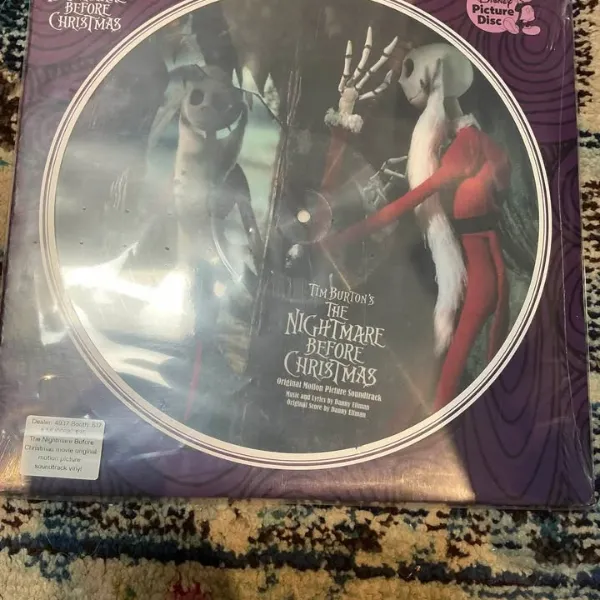 BEFORE
CHRISTMAS
DISNEY
Picture
Disc
TIM BURTON'S
THE
NIGHTMARE
BEFORE
CHRISTMAS
Original Motion Picture Soundtrack
Music and Lyrics by Danny Elfman
Original Score by Danny Elfman
The Nightmare Before
Christmas movie original
motion picture
soundtrack vinyl